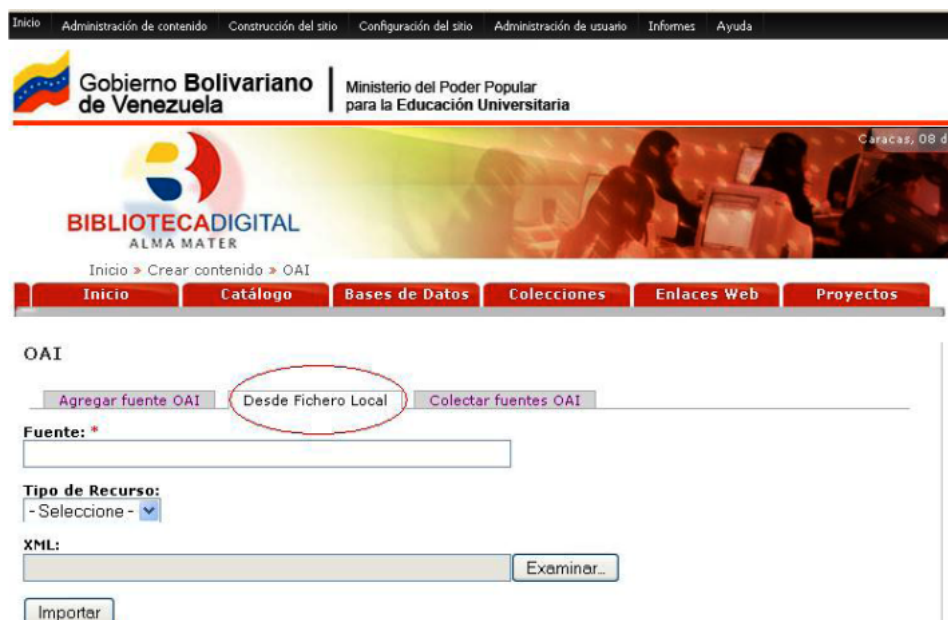 Inicio Administración de contenido Construcción del sitio Configuración del sitio Administración de usuario Informes Ayuda
Gobierno Bolivariano
de Venezuela
Ministerio del Poder Popular
para la Educación Universitaria
Caracas, 08 d
BIBLIOTECADIGITAL
ALMA MATER
Inicio » Crear contenido » OAI
Inicio Catálogo Bases de Datos Colecciones Enlaces Web Proyectos
OAI
Agregar fuente OAI Desde Fichero Local Colectar fuentes OAI
Fuente: *
Tipo de Recurso:
- Seleccione -
XML:
Examinar...
Importar